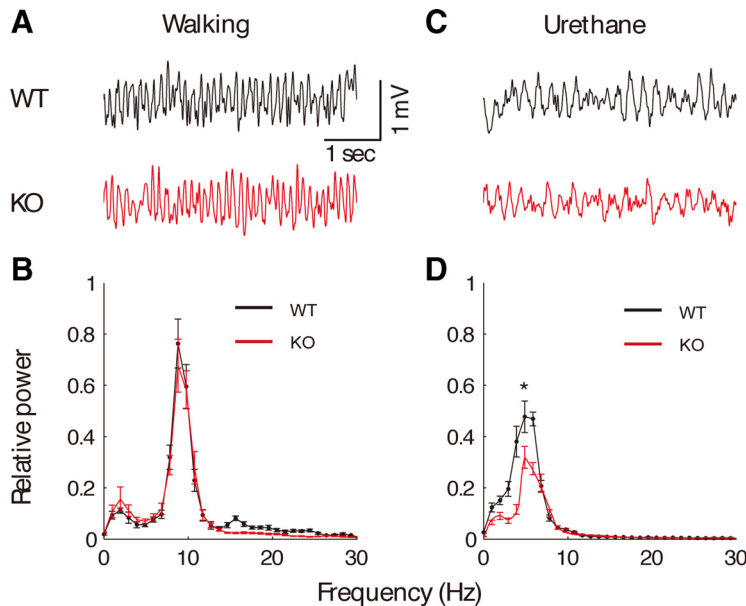 A
Walking
C
Urethane
WT
1 mV
1 sec
KO
B
D
1
WT
KO
0.8
0.6
0.4
0.2
0
0
10
20
30
1
WT
KO
0.8
*
0.6
0.4
0.2
0
0
10
20
30
Relative power
Frequency (Hz)